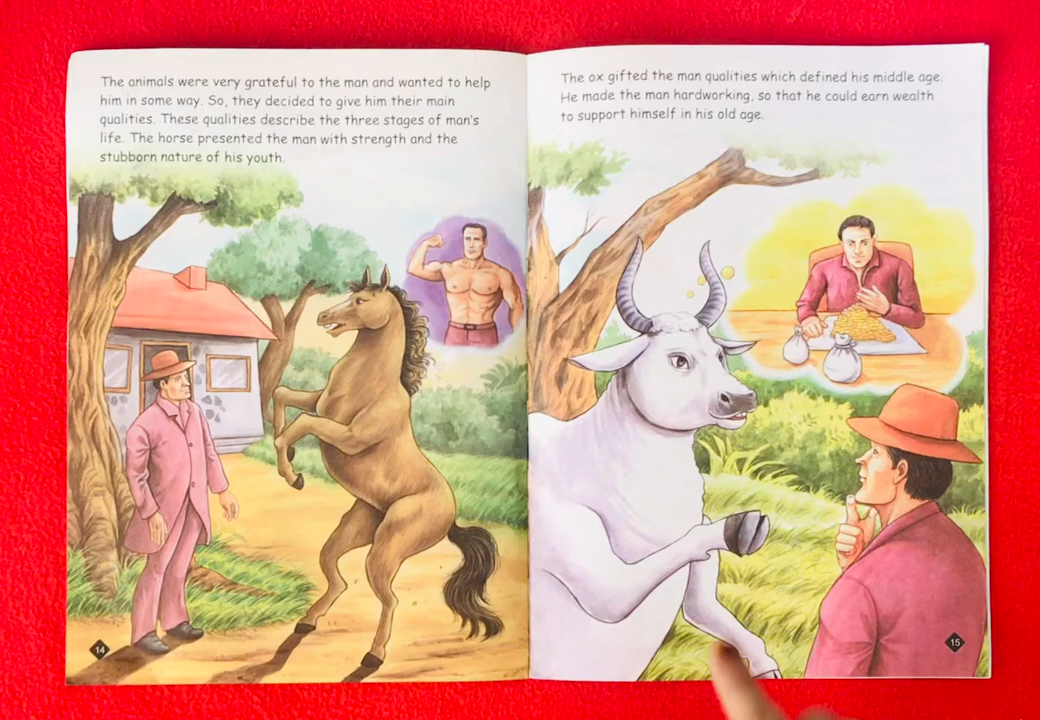 The animals were very grateful to the man and wanted to help
him in some way. So, they decided to give him their main
qualities. These qualities describe the three stages of man's
life. The horse presented the man with strength and the
stubborn nature of his youth.
14
The ox gifted the man qualities which defined his middle age.
He made the man hardworking, so that he could earn wealth
to support himself in his old age.
15